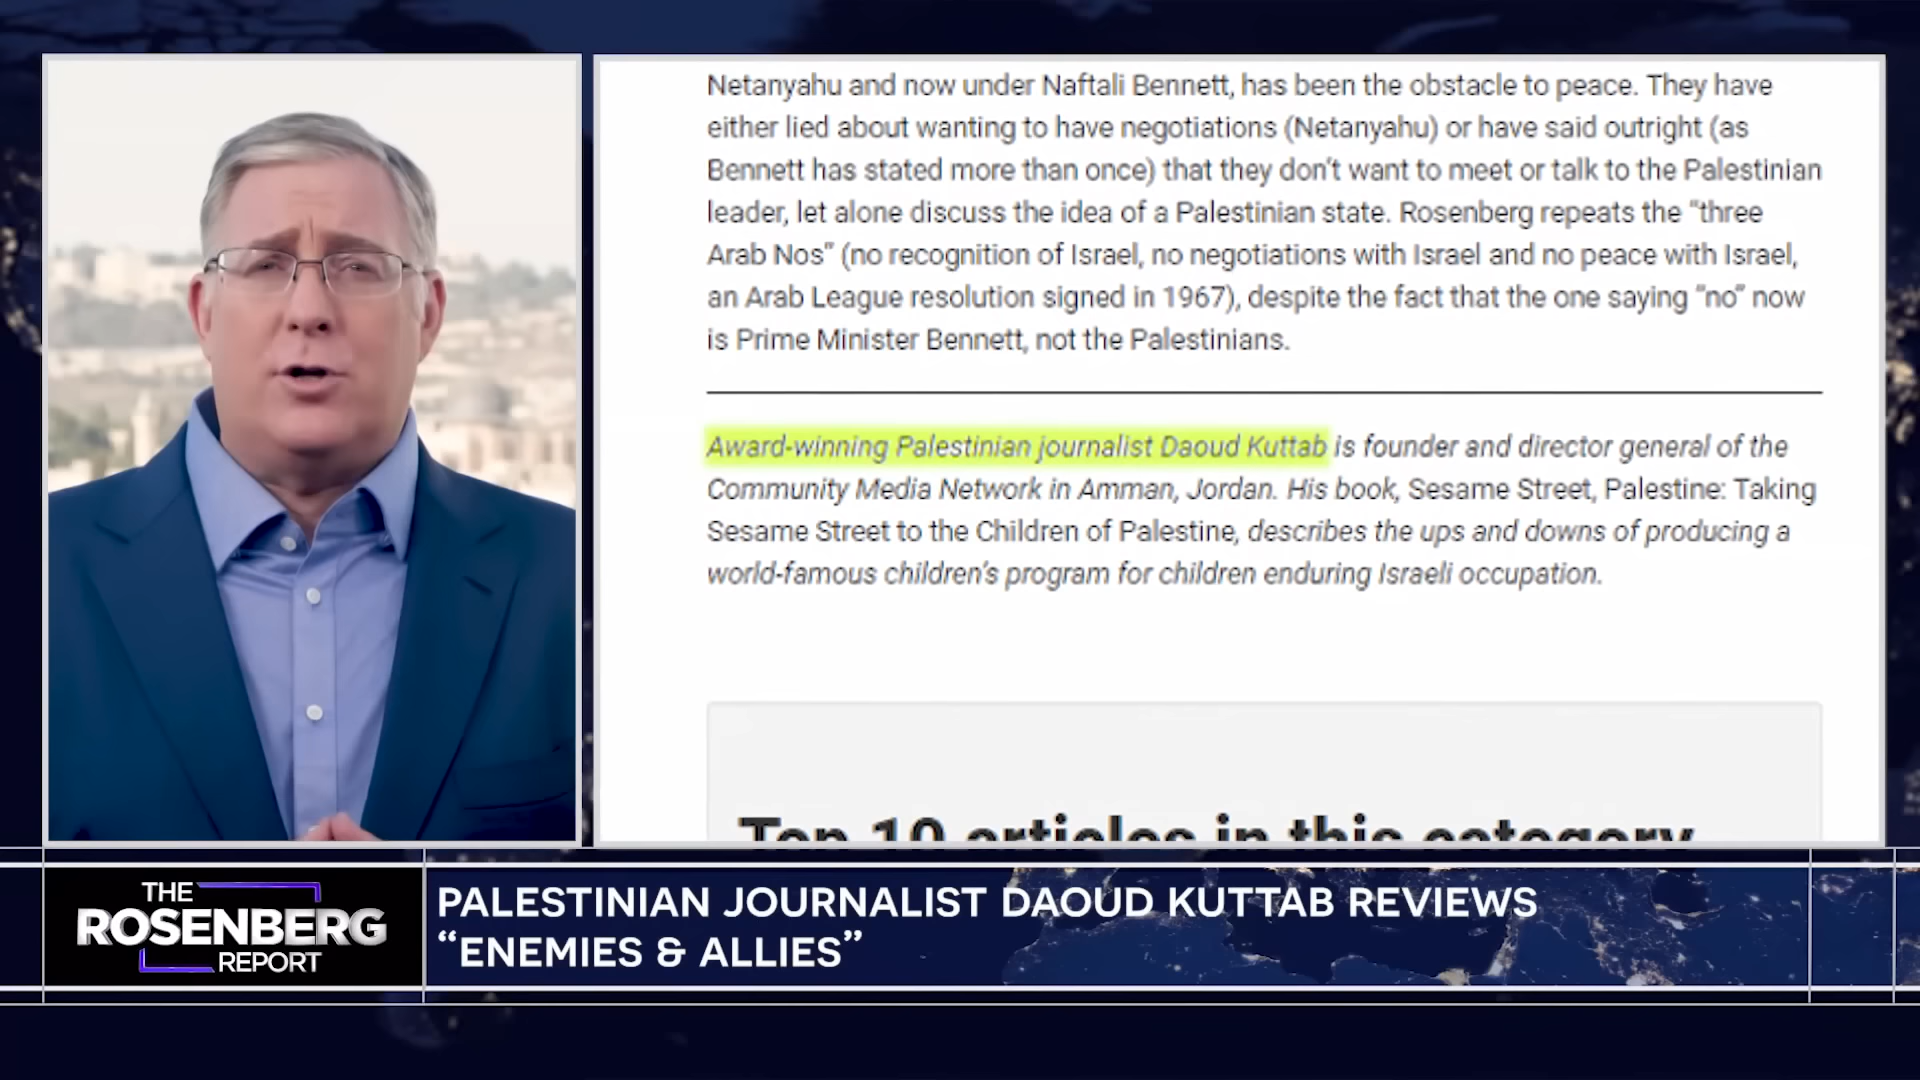 Netanyahu and now under Naftali Bennett, has been the obstacle to peace. They have
either lied about wanting to have negotiations (Netanyahu) or have said outright (as
Bennett has stated more than once) that they don’t want to meet or talk to the Palestinian
leader, let alone discuss the idea of a Palestinian state. Rosenberg repeats the “three
Arab Nos” (no recognition of Israel, no negotiations with Israel and no peace with Israel,
an Arab League resolution signed in 1967), despite the fact that the one saying “no” now
is Prime Minister Bennett, not the Palestinians.
Award-winning Palestinian journalist Daoud Kuttab is founder and director general of the
Community Media Network in Amman, Jordan. His book, Sesame Street, Palestine: Taking
Sesame Street to the Children of Palestine, describes the ups and downs of producing a
world-famous children’s program for children enduring Israeli occupation.
Top 10 articles in this category
THE
ROSENBERG
REPORT
PALESTINIAN JOURNALIST DAOUD KUTTAB REVIEWS
“ENEMIES & ALLIES”